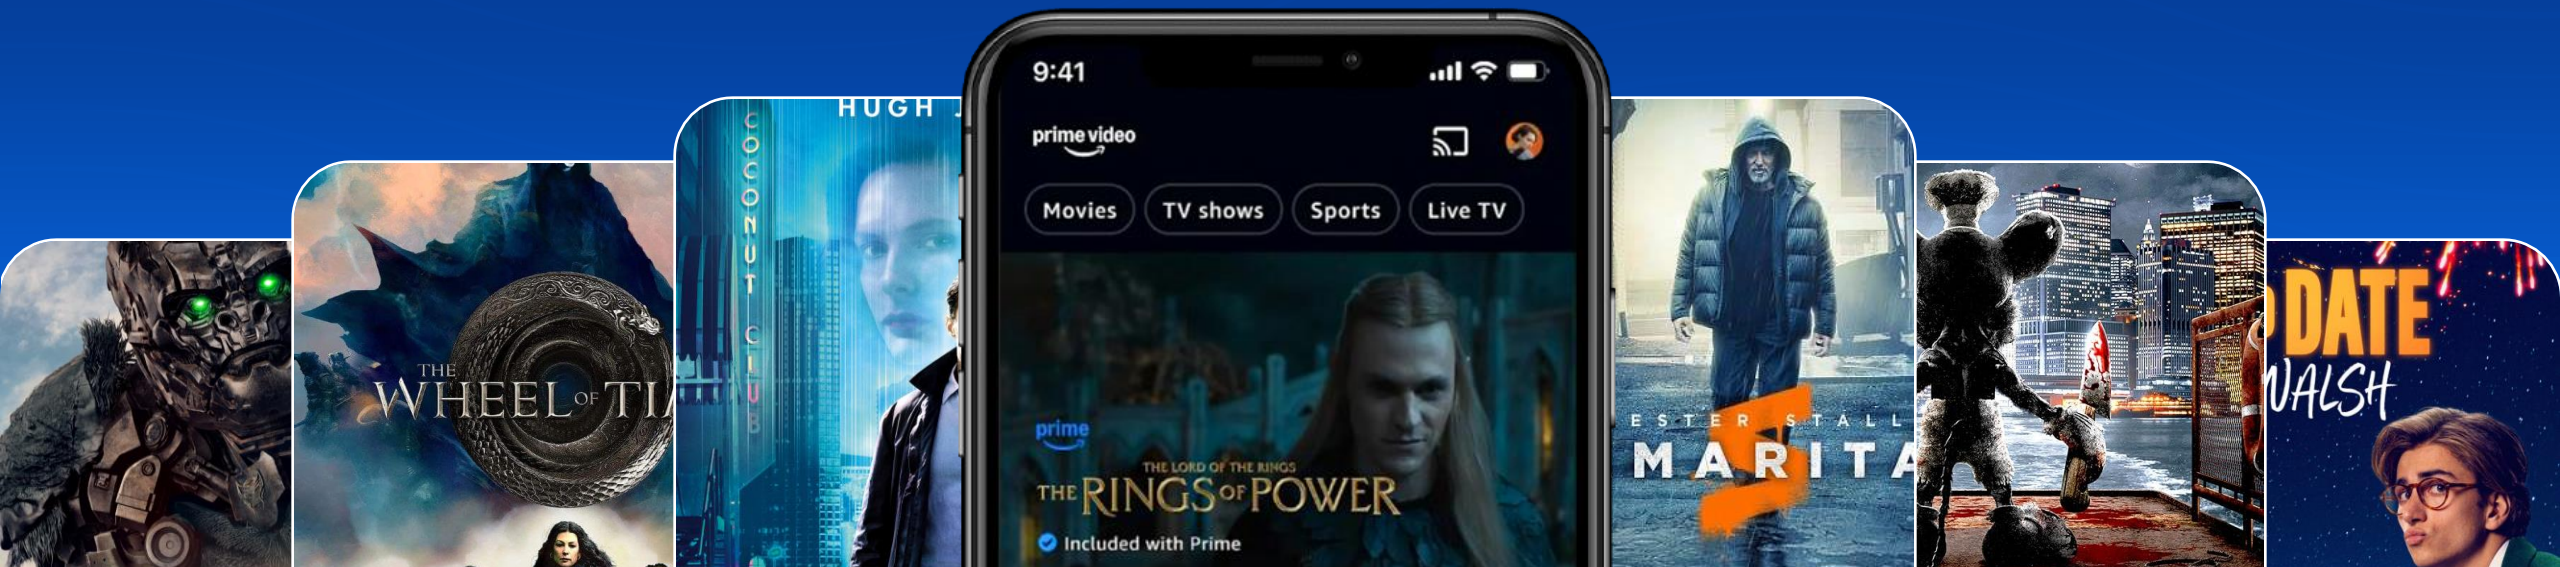 THE
WHEEL OF TI
HUGH
COCONUT CLUB
9:41
prime video
Movies
TV shows
Sports
Live TV
prime
THE LORD OF THE RINGS
THE RINGS OF POWER
Included with Prime
ESTER STALL
MARITA
DATE
WALSH